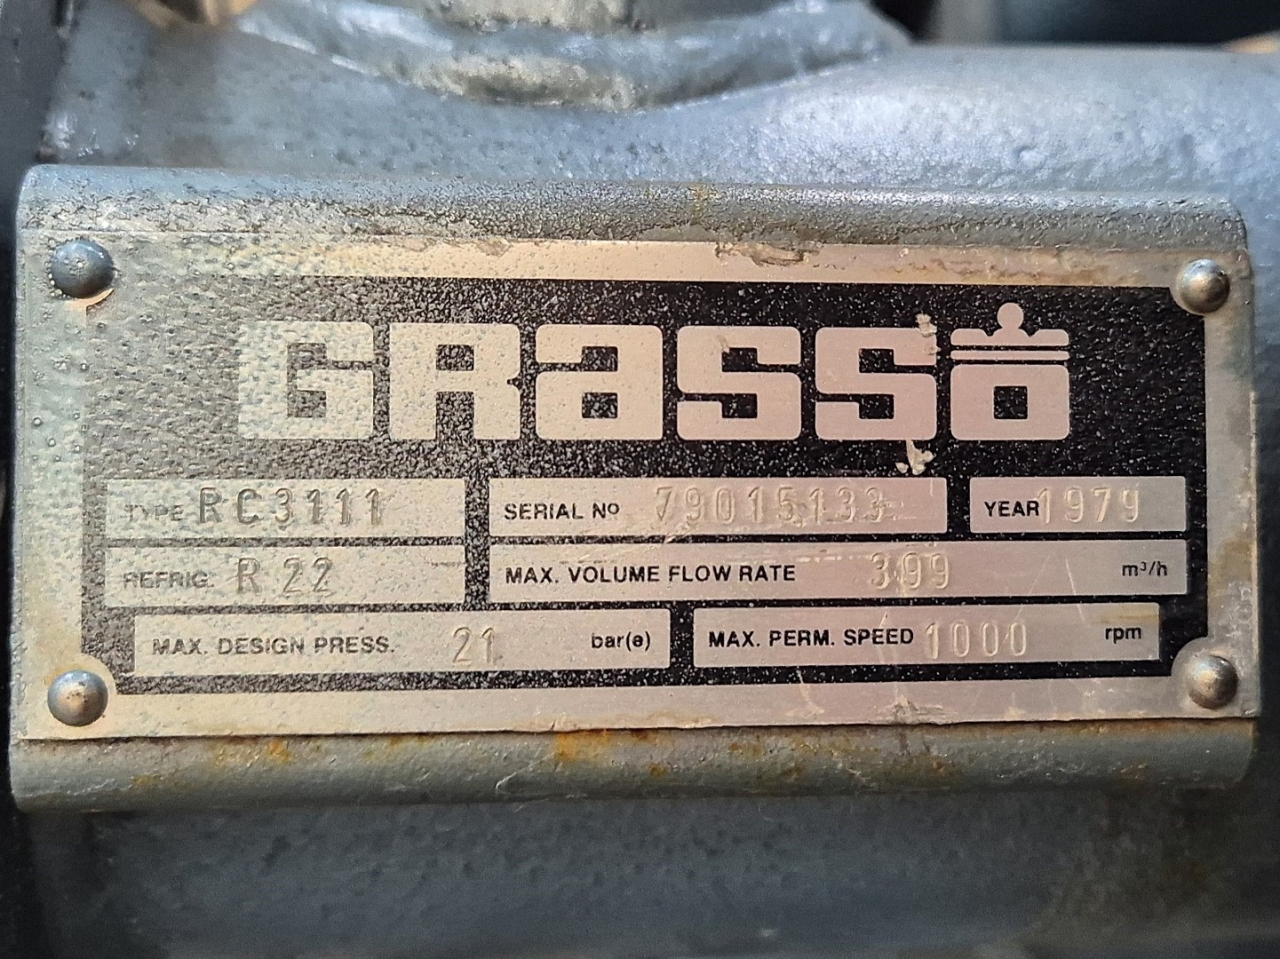 GRasso
TYPE RC3111 SERIAL Nº 79015133 YEAR 1979
REFRIG. R 22 MAX. VOLUME FLOW RATE 399 m³/h
MAX. DESIGN PRESS. 21 bar(e) MAX. PERM. SPEED 1000 rpm